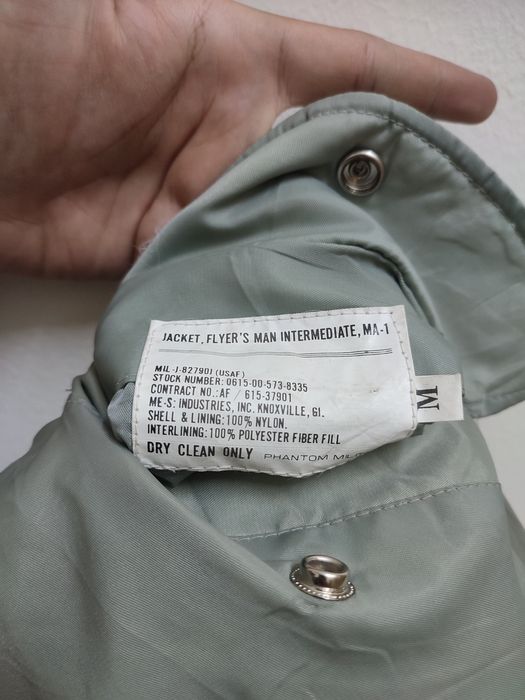 JACKET, FLYER'S MAN INTERMEDIATE, MA-1
MIL-J-82790I (USAF)
STOCK NUMBER: 0615-00-573-8335
CONTRACT NO.: AF / 615-37901
ME-S: INDUSTRIES, INC. KNOXVILLE, GI.
SHELL & LINING: 100% NYLON.
INTERLINING: 100% POLYESTER FIBER FILL
DRY CLEAN ONLY PHANTOM
M